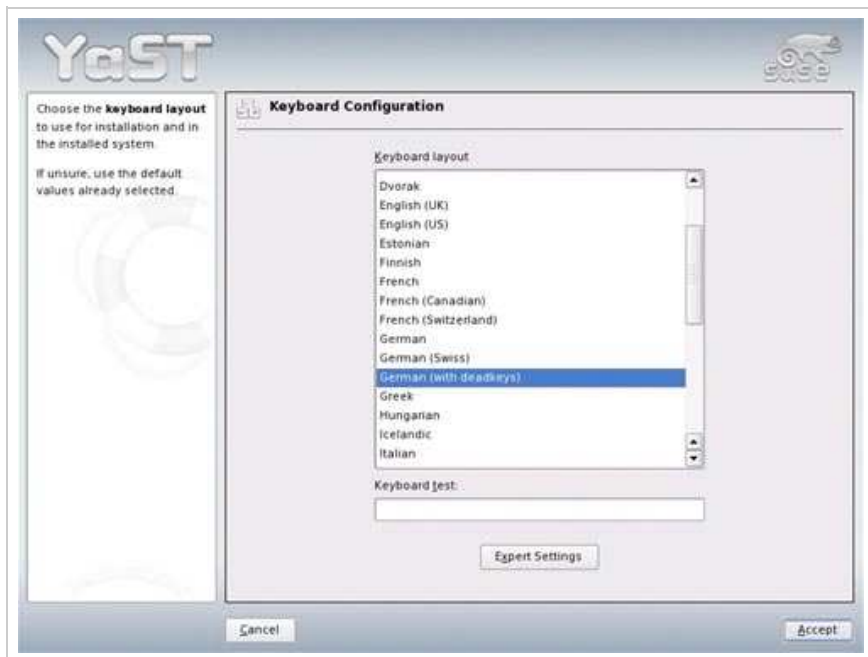 YaST
SUSE
Choose the keyboard layout
to use for installation and in
the installed system.
If unsure, use the default
values already selected.
Keyboard Configuration
Keyboard layout
Dvorak
English (UK)
English (US)
Estonian
Finnish
French
French (Canadian)
French (Switzerland)
German
German (Swiss)
German (with deadkeys)
Greek
Hungarian
Icelandic
Italian
Keyboard test:
Expert Settings
Cancel
Accept